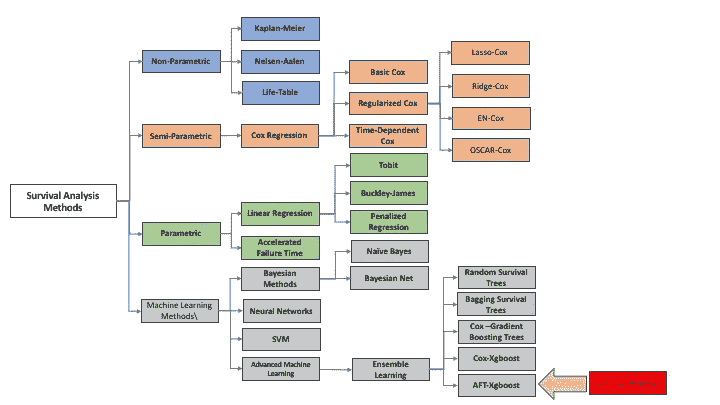 Kaplan-Meier
Non-Parametric
Nelsen-Aalen
Life-Table
Semi-Parametric
Cox Regression
Basic Cox
Regularized Cox
Time-Dependent
Cox
Lasso-Cox
Ridge-Cox
EN-Cox
OSCAR-Cox
Survival Analysis
Methods
Parametric
Linear Regression
Accelerated
Failure Time
Tobit
Buckley-James
Penalized
Regression
Machine Learning
Methods\
Bayesian
Methods
Naïve Bayes
Bayesian Net
Neural Networks
SVM
Advanced Machine
Learning
Ensemble
Learning
Random Survival
Trees
Bagging Survival
Trees
Cox –Gradient
Boosting Trees
Cox-Xgboost
AFT-Xgboost